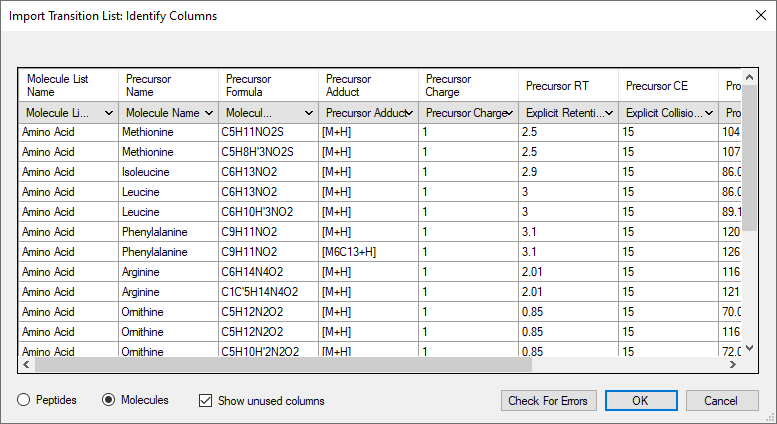 Import Transition List: Identify Columns
Molecule List Name Precursor Name Precursor Formula Precursor Adduct Precursor Charge Precursor RT Precursor CE Pro
Molecule Li... Molecule Name Molecul... Precursor Adduct Precursor Charge Explicit Retenti... Explicit Collisio... Pro
Amino Acid Methionine C5H11NO2S [M+H] 1 2.5 15 104
Amino Acid Methionine C5H8H'3NO2S [M+H] 1 2.5 15 107
Amino Acid Isoleucine C6H13NO2 [M+H] 1 2.9 15 86.0
Amino Acid Leucine C6H13NO2 [M+H] 1 3 15 86.0
Amino Acid Leucine C6H10H'3NO2 [M+H] 1 3 15 89.1
Amino Acid Phenylalanine C9H11NO2 [M+H] 1 3.1 15 120
Amino Acid Phenylalanine C9H11NO2 [M6C13+H] 1 3.1 15 126
Amino Acid Arginine C6H14N4O2 [M+H] 1 2.01 15 116
Amino Acid Arginine C1C'5H14N4O2 [M+H] 1 2.01 15 121
Amino Acid Ornithine C5H12N2O2 [M+H] 1 0.85 15 70.0
Amino Acid Ornithine C5H12N2O2 [M+H] 1 0.85 15 116
Amino Acid Ornithine C5H10H'2N2O2 [M+H] 1 0.85 15 72.0
Peptides Molecules Show unused columns Check For Errors OK Cancel